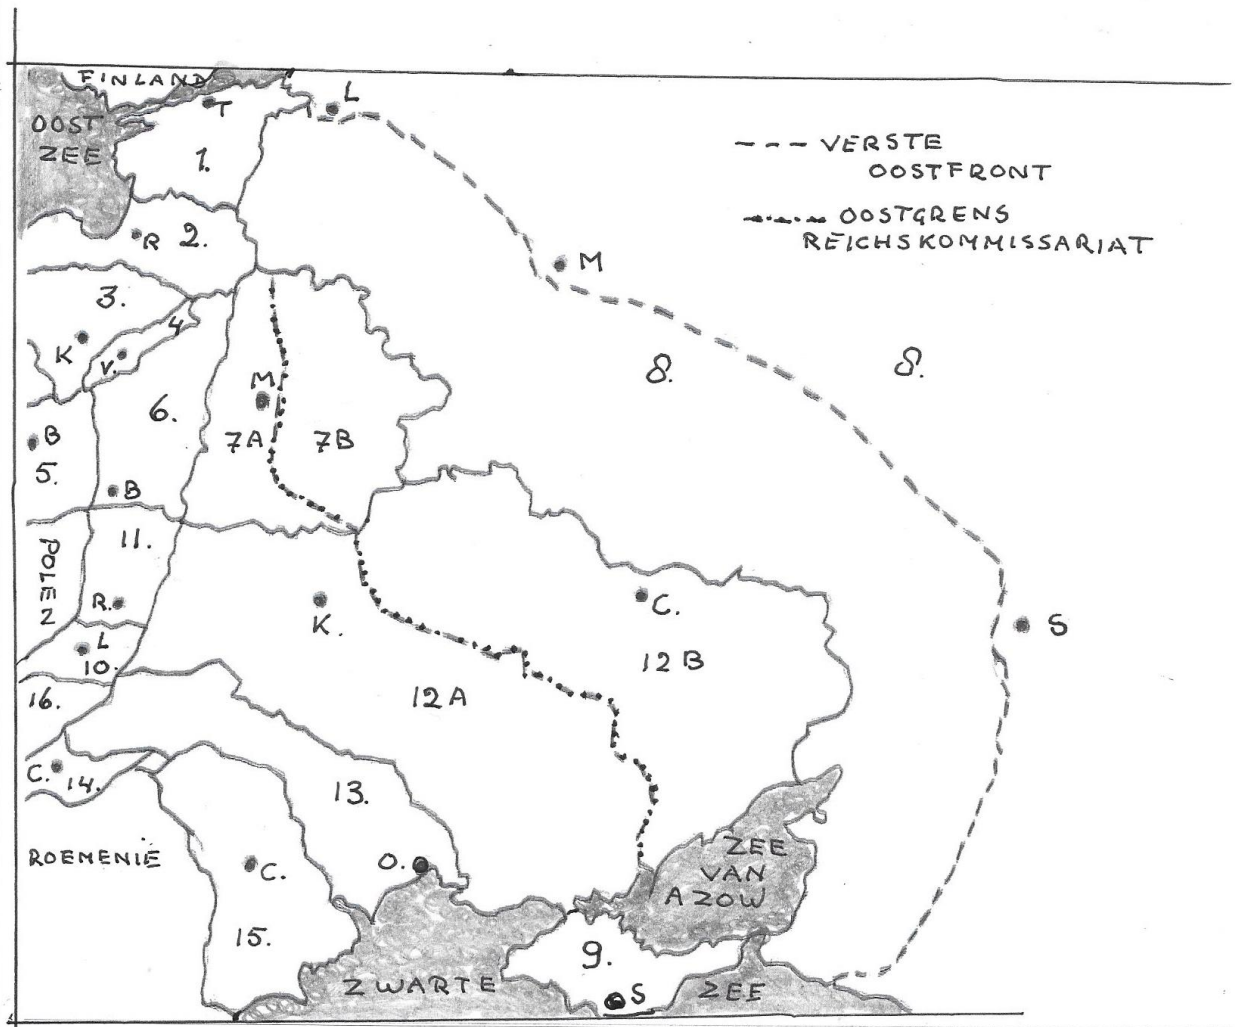 FINLAND
T
L
OOST
ZEE
1.
--- VERSTE
OOSTFRONT
OOSTGRENS
REICHSKOMMISSARIAT
R
2.
M
3.
4
K
V.
8.
8.
M
6.
7A
7B
B
5.
B
POLEN
11.
R.
K.
C.
S
L
10.
12B
16.
12A
C.
14.
13.
ROEMENIË
C.
O.
ZEE
VAN
AZOW
15.
9.
ZWARTE
S
ZEE